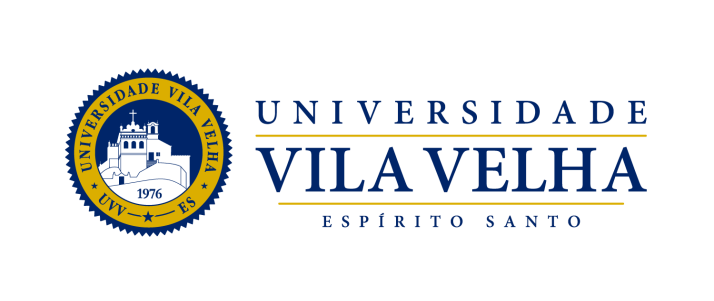 UNIVERSIDADE VILA VELHA
1976
UVV ★ ES
UNIVERSIDADE
VILA VELHA
ESPÍRITO SANTO